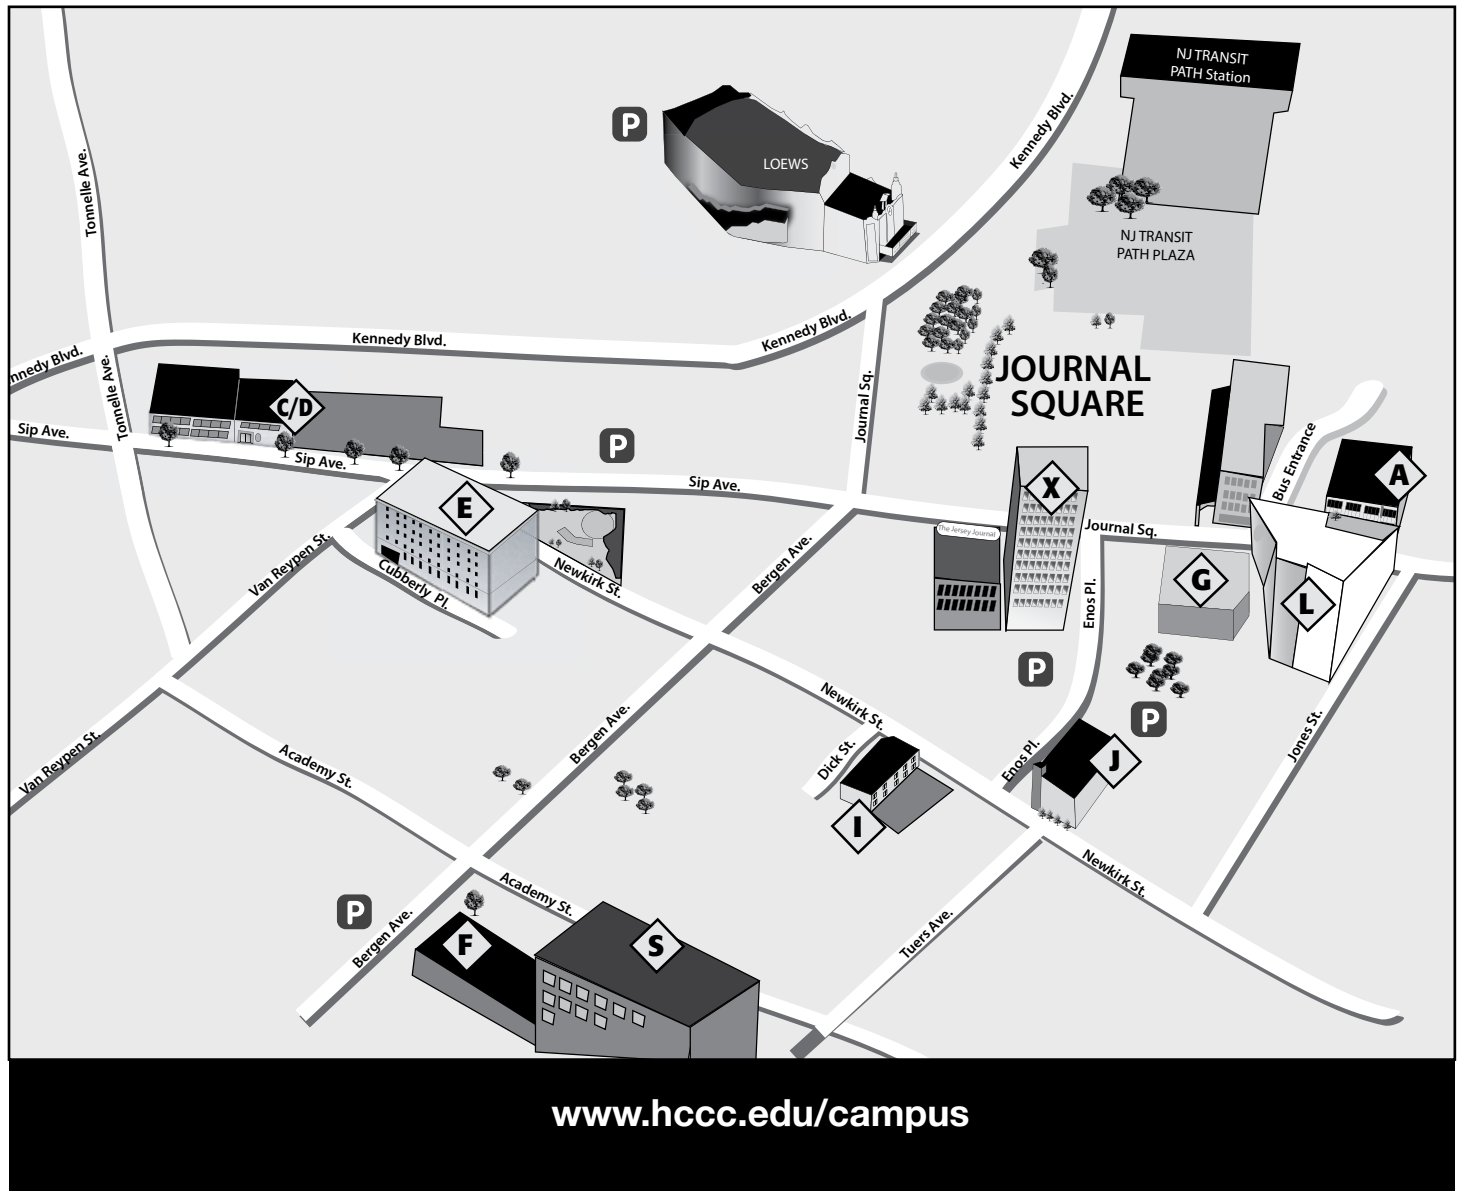 NJ TRANSIT
PATH Station
P
LOEWS
Kennedy Blvd.
Tonnelle Ave.
NJ TRANSIT
PATH PLAZA
Kennedy Blvd.
Kennedy Blvd.
nnedy Blvd.
Tonnelle Ave.
JOURNAL
SQUARE
Journal Sq.
C/D
Sip Ave.
Sip Ave.
P
Sip Ave.
Bus Entrance
A
X
E
The Jersey Journal
Journal Sq.
Van Reypen St.
Cubberly Pl.
Newkirk St.
Bergen Ave.
Enos Pl.
G
L
P
Newkirk St.
P
Bergen Ave.
Dick St.
Enos Pl.
J
Jones St.
Van Reypen St.
Academy St.
I
Newkirk St.
Academy St.
P
Bergen Ave.
F
S
Tuers Ave.
www.hccc.edu/campus